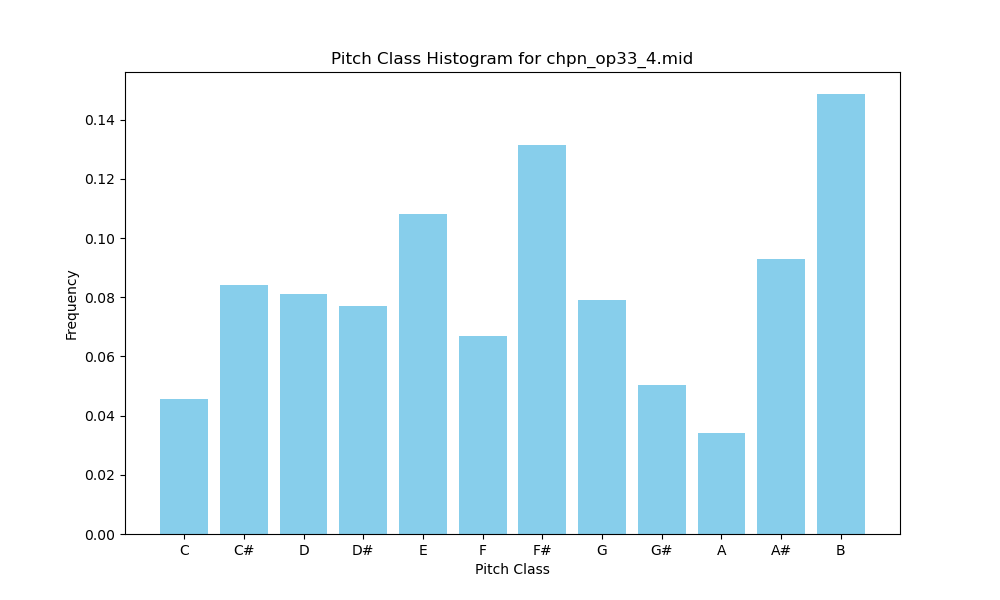 Pitch Class Histogram for chpn_op33_4.mid
Frequency
0.14
0.12
0.10
0.08
0.06
0.04
0.02
0.00
C C# D D# E F F# G G# A A# B
Pitch Class